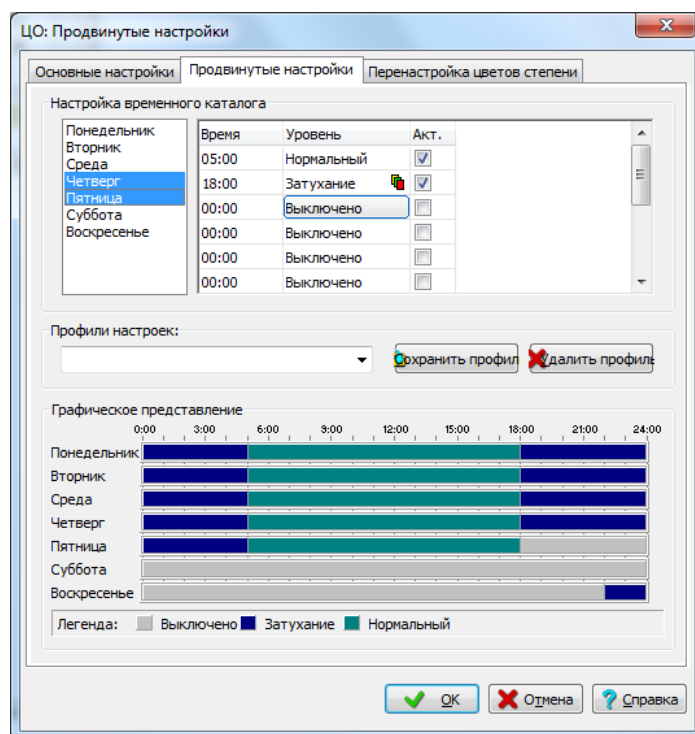 ЦО: Продвинутые настройки
Основные настройки Продвинутые настройки Перенастройка цветов степени
Настройка временного каталога
Понедельник
Вторник
Среда
Четверг
Пятница
Суббота
Воскресенье
Время Уровень Акт.
05:00 Нормальный
18:00 Затухание
00:00 Выключено
00:00 Выключено
00:00 Выключено
00:00 Выключено
Профили настроек:
Сохранить профил Удалить профиль
Графическое представление
0:00 3:00 6:00 9:00 12:00 15:00 18:00 21:00 24:00
Понедельник
Вторник
Среда
Четверг
Пятница
Суббота
Воскресенье
Легенда: Выключено Затухание Нормальный
OK Отмена Справка